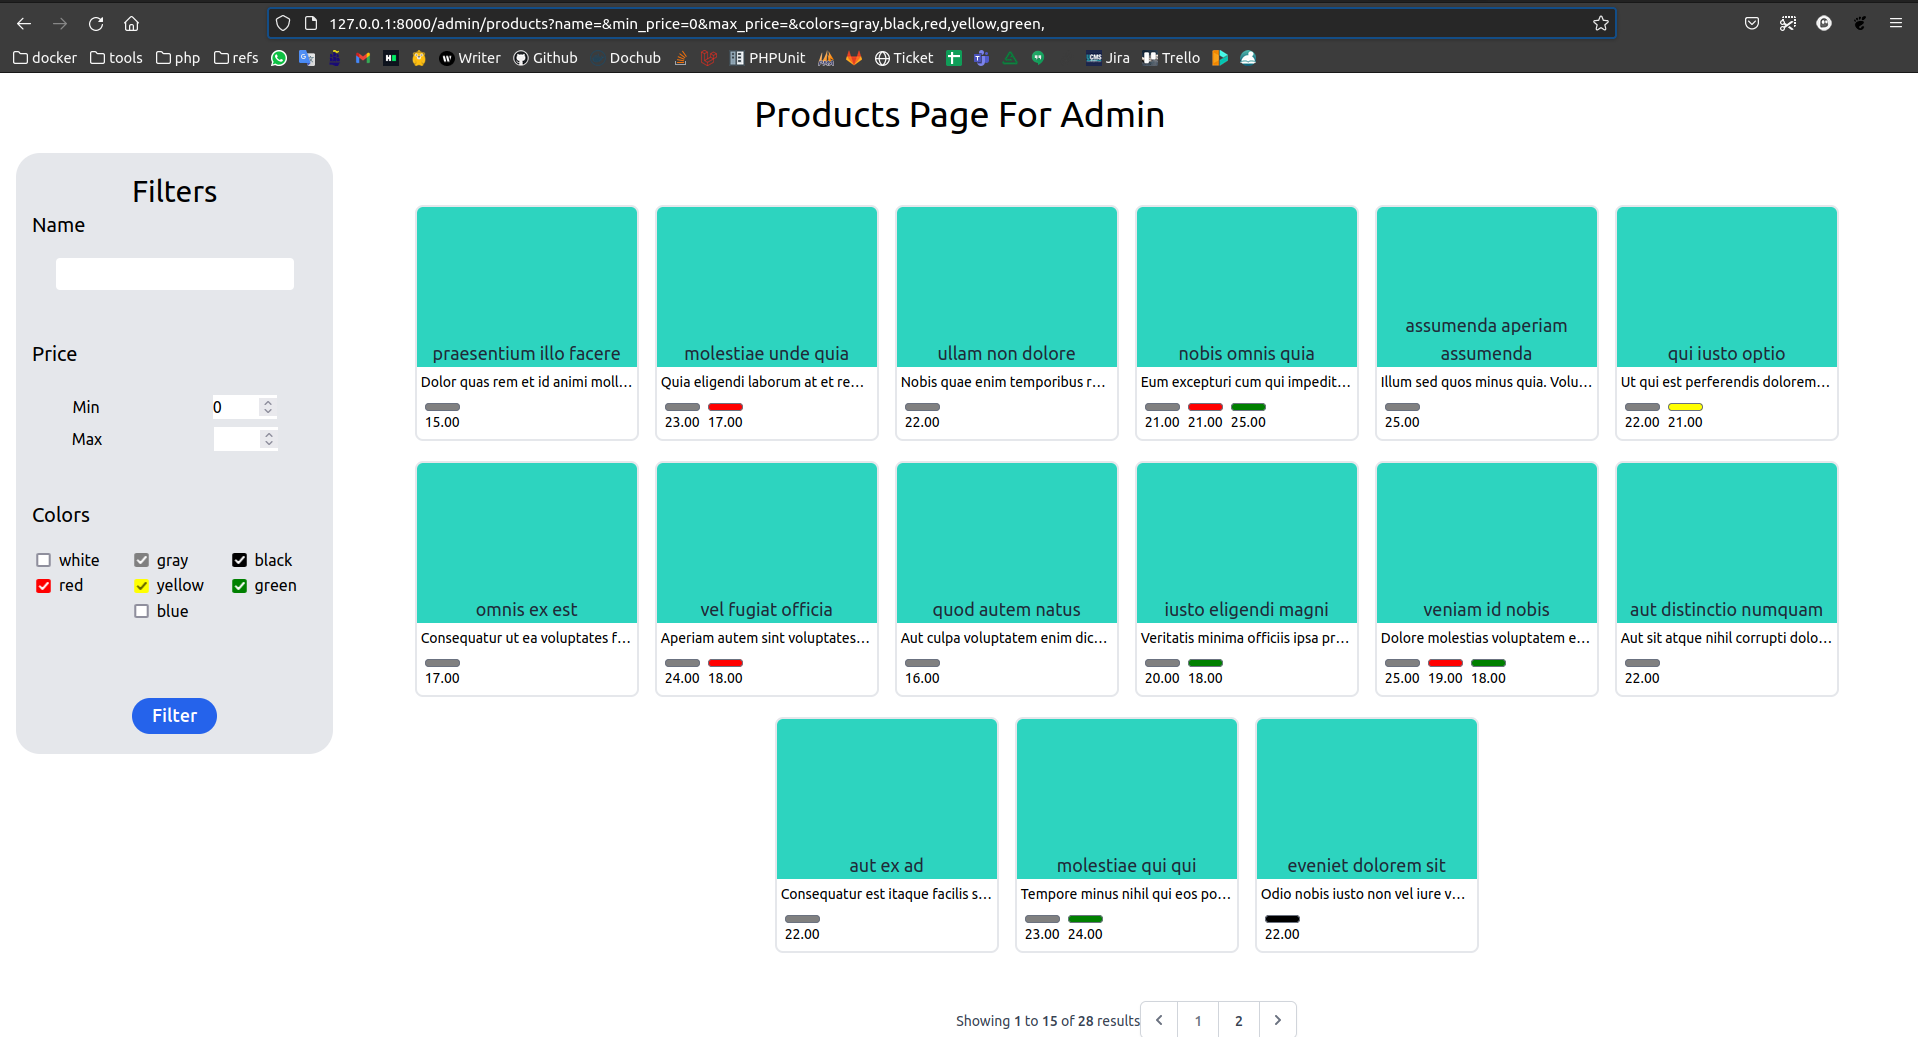 127.0.0.1:8000/admin/products?name=&min_price=0&max_price=&colors=gray,black,red,yellow,green,
docker tools php refs Writer Github Dochub PHPUnit Ticket Jira Trello
Products Page For Admin
Filters
Name
Price
Min 0
Max
Colors
white gray black
red yellow green
blue
Filter
praesentium illo facere
Dolor quas rem et id animi moll...
15.00
molestiae unde quia
Quia eligendi laborum at et re...
23.00 17.00
ullam non dolore
Nobis quae enim temporibus r...
22.00
nobis omnis quia
Eum excepturi cum qui impedit...
21.00 21.00 25.00
assumenda aperiam
assumenda
Illum sed quos minus quia. Volu...
25.00
qui iusto optio
Ut qui est perferendis dolorem...
22.00 21.00
omnis ex est
Consequatur ut ea voluptates f...
17.00
vel fugiat officia
Aperiam autem sint voluptates...
24.00 18.00
quod autem natus
Aut culpa voluptatem enim dic...
16.00
iusto eligendi magni
Veritatis minima officiis ipsa pr...
20.00 18.00
veniam id nobis
Dolore molestias voluptatem e...
25.00 19.00 18.00
aut distinctio numquam
Aut sit atque nihil corrupti dolo...
22.00
aut ex ad
Consequatur est itaque facilis s...
22.00
molestiae qui qui
Tempore minus nihil qui eos po...
23.00 24.00
eveniet dolorem sit
Odio nobis iusto non vel iure v...
22.00
Showing 1 to 15 of 28 results 1 2